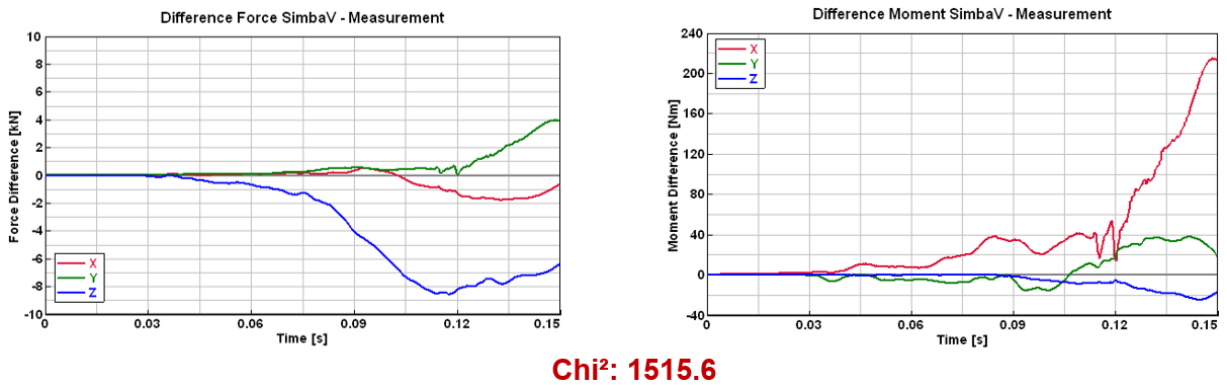 Difference Force SimbaV - Measurement
Force Difference [kN]
10
8
6
4
2
0
-2
-4
-6
-8
-10
X
Y
Z
0 0.03 0.06 0.09 0.12 0.15
Time [s]
Difference Moment SimbaV - Measurement
Moment Difference [Nm]
240
200
160
120
80
40
0
-40
X
Y
Z
0 0.03 0.06 0.09 0.12 0.15
Time [s]
Chi²: 1515.6